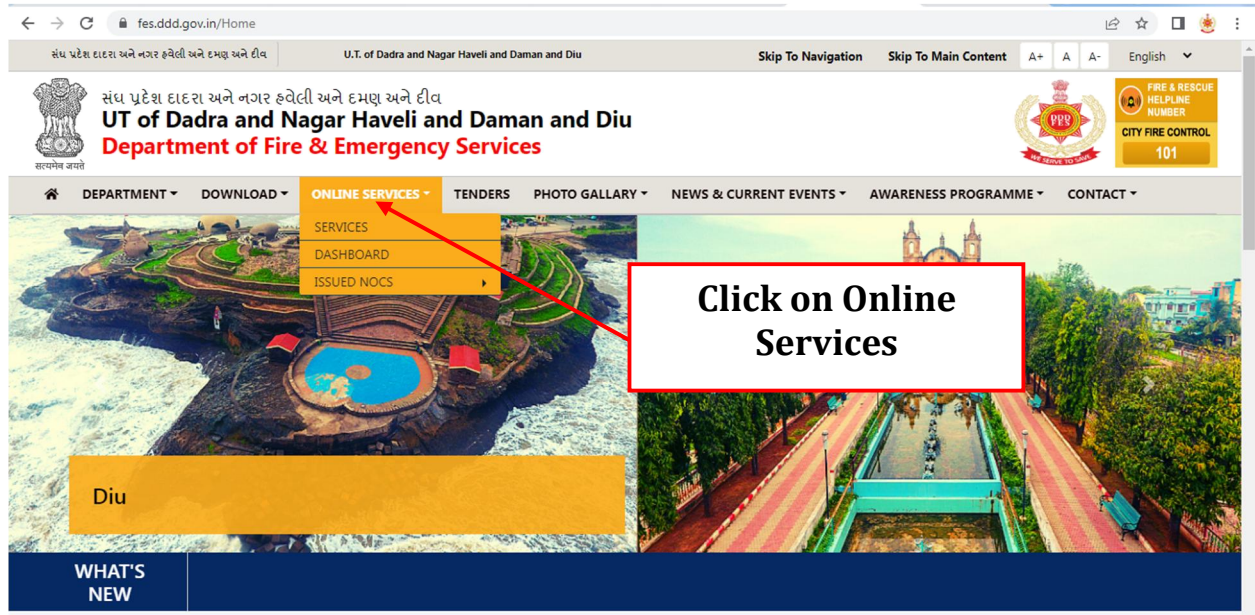 fes.ddd.gov.in/Home
સંઘ પ્રદેશ દાદરા અને નગર હવેલી અને દમણ અને દીવ
U.T. of Dadra and Nagar Haveli and Daman and Diu
Skip To Navigation
Skip To Main Content
A+ A A-
English
સંઘ પ્રદેશ દાદરા અને નગર હવેલી અને દમણ અને દીવ
UT of Dadra and Nagar Haveli and Daman and Diu
Department of Fire & Emergency Services
सत्यमेव जयते
WE SERVE TO SAVE
FIRE & RESCUE
HELPLINE
NUMBER
CITY FIRE CONTROL
101
DEPARTMENT DOWNLOAD ONLINE SERVICES TENDERS PHOTO GALLARY NEWS & CURRENT EVENTS AWARENESS PROGRAMME CONTACT
SERVICES
DASHBOARD
ISSUED NOCS
Click on Online
Services
Diu
WHAT'S
NEW